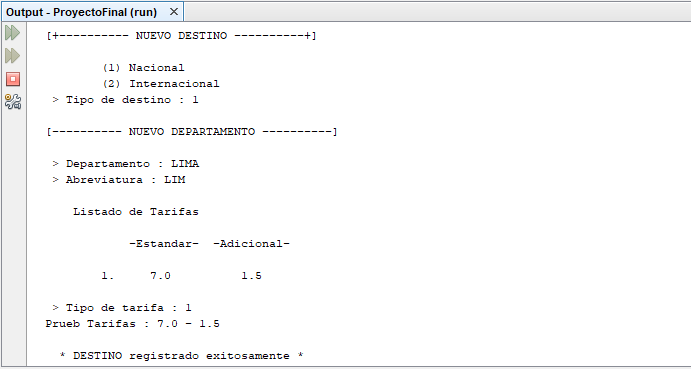 Output - ProyectoFinal (run) ×
[+---------- NUEVO DESTINO ----------+]
(1) Nacional
(2) Internacional
> Tipo de destino : 1
[---------- NUEVO DEPARTAMENTO ----------]
> Departamento : LIMA
> Abreviatura : LIM
Listado de Tarifas
-Estandar- -Adicional-
1. 7.0 1.5
> Tipo de tarifa : 1
Prueb Tarifas : 7.0 - 1.5
* DESTINO registrado exitosamente *